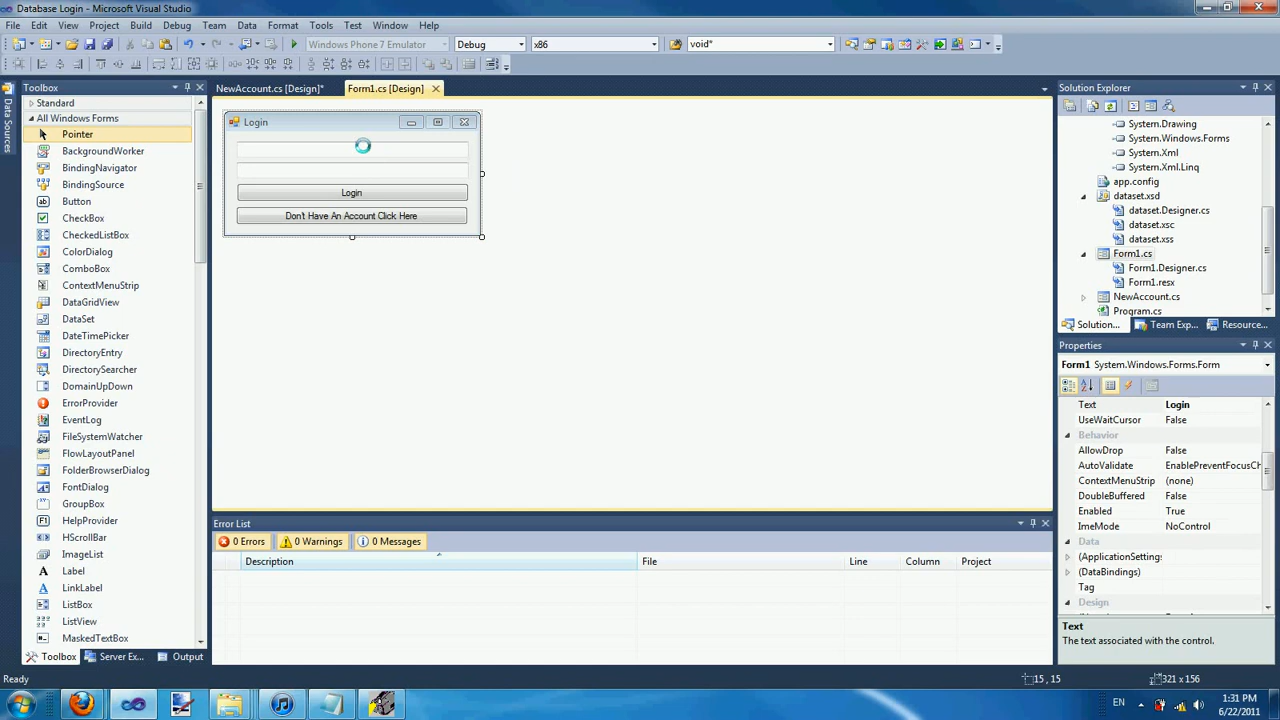 Database Login - Microsoft Visual Studio
File Edit View Project Build Debug Team Data Format Tools Test Window Help
Windows Phone 7 Emulator Debug x86 void*
Toolbox
NewAccount.cs [Design]* Form1.cs [Design]
Solution Explorer
Data Sources
Standard
All Windows Forms
Pointer
BackgroundWorker
BindingNavigator
BindingSource
Button
CheckBox
CheckedListBox
ColorDialog
ComboBox
ContextMenuStrip
DataGridView
DataSet
DateTimePicker
DirectoryEntry
DirectorySearcher
DomainUpDown
ErrorProvider
EventLog
FileSystemWatcher
FlowLayoutPanel
FolderBrowserDialog
FontDialog
GroupBox
HelpProvider
HScrollBar
ImageList
Label
LinkLabel
ListBox
ListView
MaskedTextBox
Toolbox Server Ex... Output
Login
Login
Don't Have An Account Click Here
Error List
0 Errors 0 Warnings 0 Messages
Description File Line Column Project
System.Drawing
System.Windows.Forms
System.Xml
System.Xml.Linq
app.config
dataset.xsd
dataset.Designer.cs
dataset.xsc
dataset.xss
Form1.cs
Form1.Designer.cs
Form1.resx
NewAccount.cs
Program.cs
Solution... Team Exp... Resource...
Properties
Form1 System.Windows.Forms.Form
Text Login
UseWaitCursor False
Behavior
AllowDrop False
AutoValidate EnablePreventFocusCh
ContextMenuStrip (none)
DoubleBuffered False
Enabled True
ImeMode NoControl
Data
(ApplicationSettings
(DataBindings)
Tag
Design
Text
The text associated with the control.
Ready 15 , 15 321 x 156
EN 1:31 PM
6/22/2011